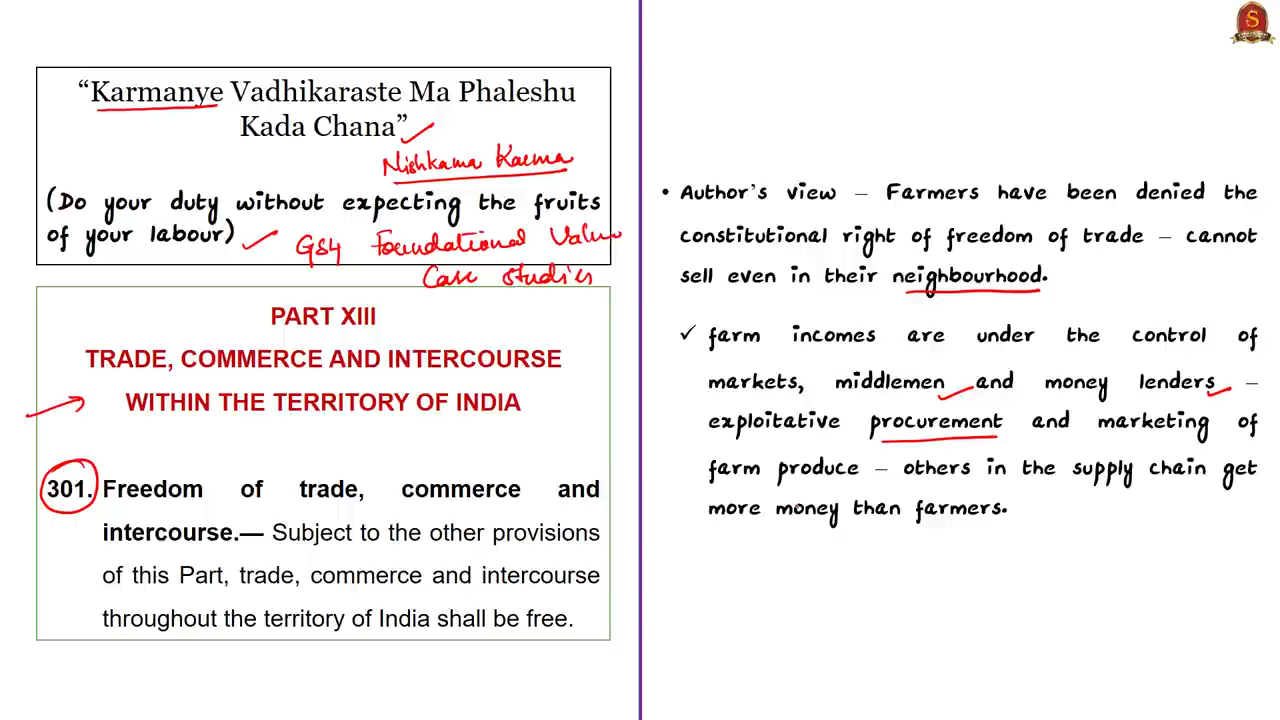 “Karmanye Vadhikaraste Ma Phaleshu
Kada Chana”
Nishkama Karma
(Do your duty without expecting the fruits
of your labour)
GS4 Foundational Value
Case studies
PART XIII
TRADE, COMMERCE AND INTERCOURSE
WITHIN THE TERRITORY OF INDIA
301. Freedom of trade, commerce and
intercourse.— Subject to the other provisions
of this Part, trade, commerce and intercourse
throughout the territory of India shall be free.
S
• Author's view – Farmers have been denied the
constitutional right of freedom of trade – cannot
sell even in their neighbourhood.
✓ farm incomes are under the control of
markets, middlemen and money lenders –
exploitative procurement and marketing of
farm produce – others in the supply chain get
more money than farmers.